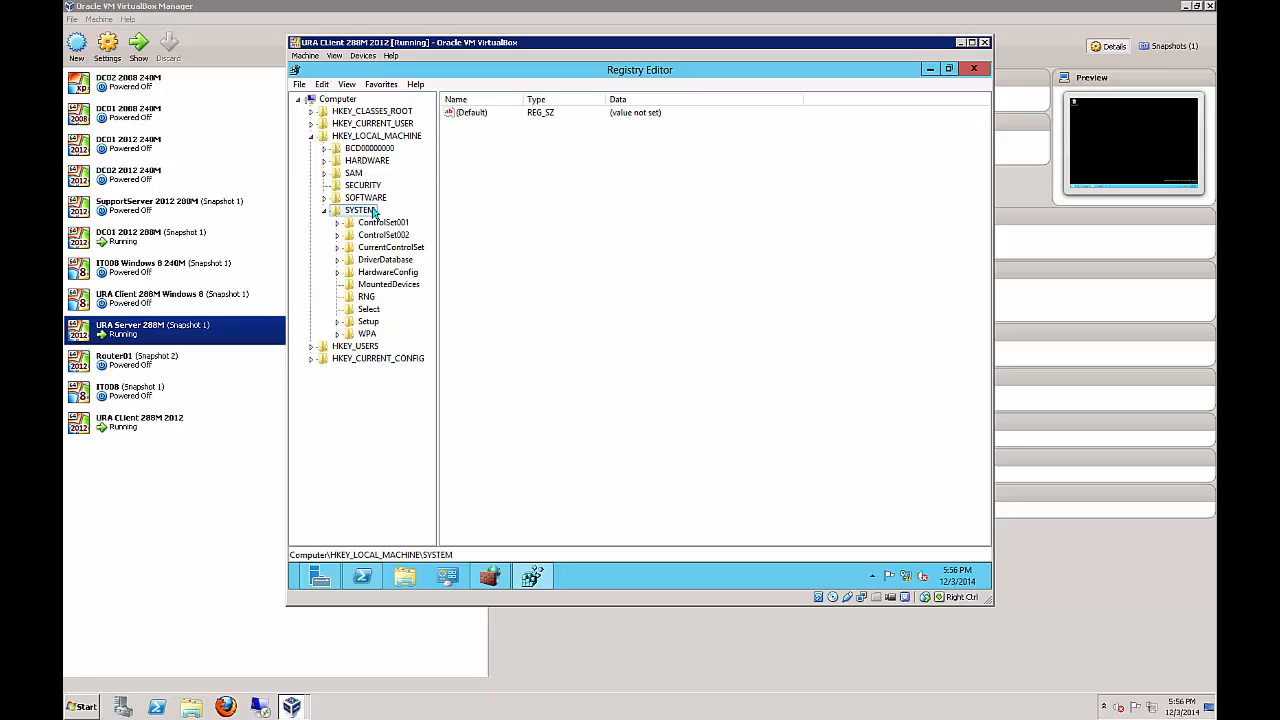 Oracle VM VirtualBox Manager
File Machine Help
New Settings Show Discard
Details Snapshots (1)
DC02 2008 240M
Powered Off
DC01 2008 240M
Powered Off
DC01 2012 240M
Powered Off
DC02 2012 240M
Powered Off
SupportServer 2012 288M (Snapshot 1)
Powered Off
DC01 2012 288M (Snapshot 1)
Running
IT008 Windows 8 240M (Snapshot 1)
Powered Off
URA Client 288M Windows 8 (Snapshot 1)
Powered Off
URA Server 288M (Snapshot 1)
Running
Router01 (Snapshot 2)
Powered Off
IT008 (Snapshot 1)
Powered Off
URA CLient 288M 2012
Running
URA CLient 288M 2012 [Running] - Oracle VM VirtualBox
Machine View Devices Help
Registry Editor
File Edit View Favorites Help
Computer
HKEY_CLASSES_ROOT
HKEY_CURRENT_USER
HKEY_LOCAL_MACHINE
BCD00000000
HARDWARE
SAM
SECURITY
SOFTWARE
SYSTEM
ControlSet001
ControlSet002
CurrentControlSet
DriverDatabase
HardwareConfig
MountedDevices
RNG
Select
Setup
WPA
HKEY_USERS
HKEY_CURRENT_CONFIG
Name Type Data
(Default) REG_SZ (value not set)
Computer\HKEY_LOCAL_MACHINE\SYSTEM
5:56 PM
12/3/2014
Right Ctrl
Preview
Start
5:56 PM
12/3/2014